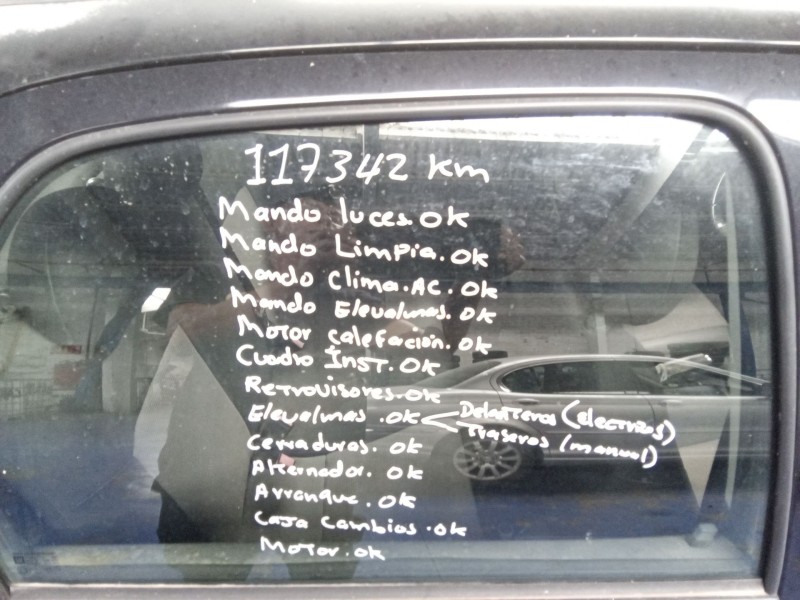 117342 km
Mando luces.ok
Mando Limpia.ok
Mando Clima.AC.ok
Mando Elevalunas.ok
Motor Calefacción.ok
Cuadro Inst.ok
Retrovisores.ok
Elevalunas.ok Delanteros (electricos)
Traseros (manual)
Cerraduras.ok
Alternador.ok
Arranque.ok
Caja Cambios.ok
Motor.ok